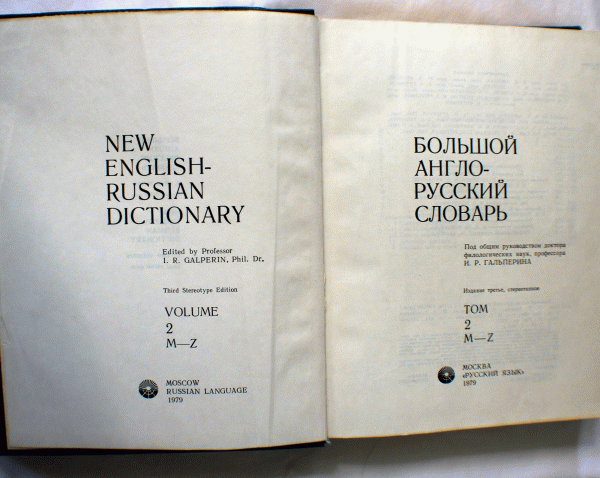 NEW
ENGLISH-
RUSSIAN
DICTIONARY
Edited by Professor
I. R. GALPERIN, Phil. Dr.
Third Stereotype Edition
VOLUME
2
M—Z
MOSCOW
RUSSIAN LANGUAGE
1979
БОЛЬШОЙ
АНГЛО-
РУССКИЙ
СЛОВАРЬ
Под общим руководством доктора
филологических наук, профессора
И. Р. ГАЛЬПЕРИНА
Издание третье, стереотипное
ТОМ
2
M—Z
МОСКВА
«РУССКИЙ ЯЗЫК»
1979